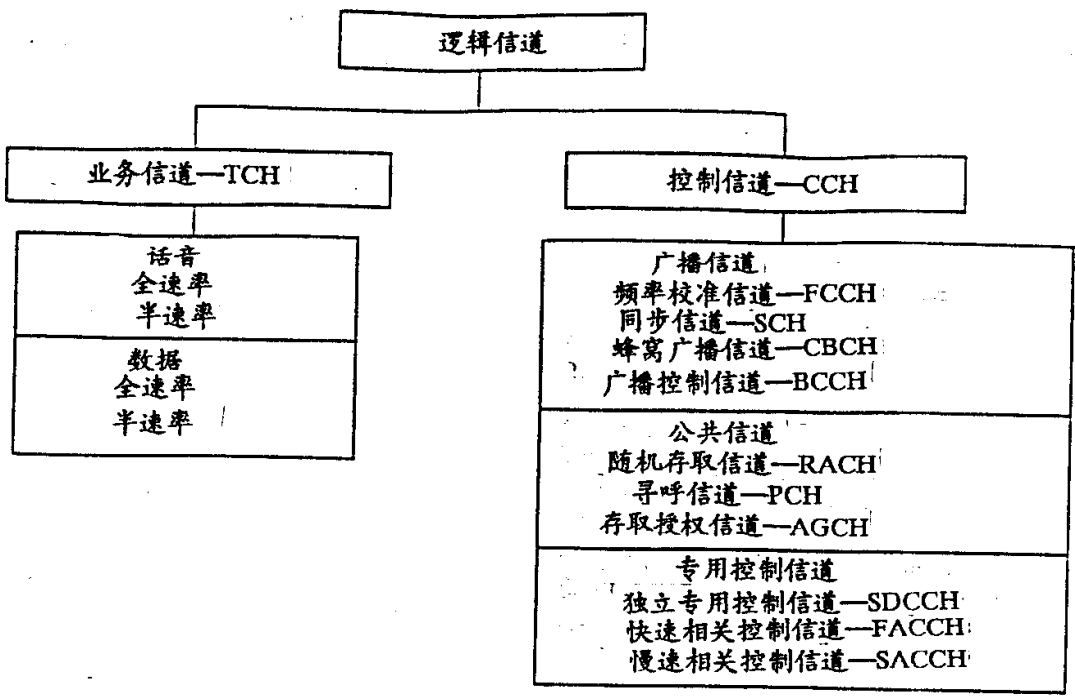 逻辑信道
业务信道—TCH
控制信道—CCH
话音
全速率
半速率
数据
全速率
半速率
广播信道
频率校准信道—FCCH
同步信道—SCH
蜂窝广播信道—CBCH
广播控制信道—BCCH
公共信道
随机存取信道—RACH
寻呼信道—PCH
存取授权信道—AGCH
专用控制信道
独立专用控制信道—SDCCH
快速相关控制信道—FACCH
慢速相关控制信道—SACCH